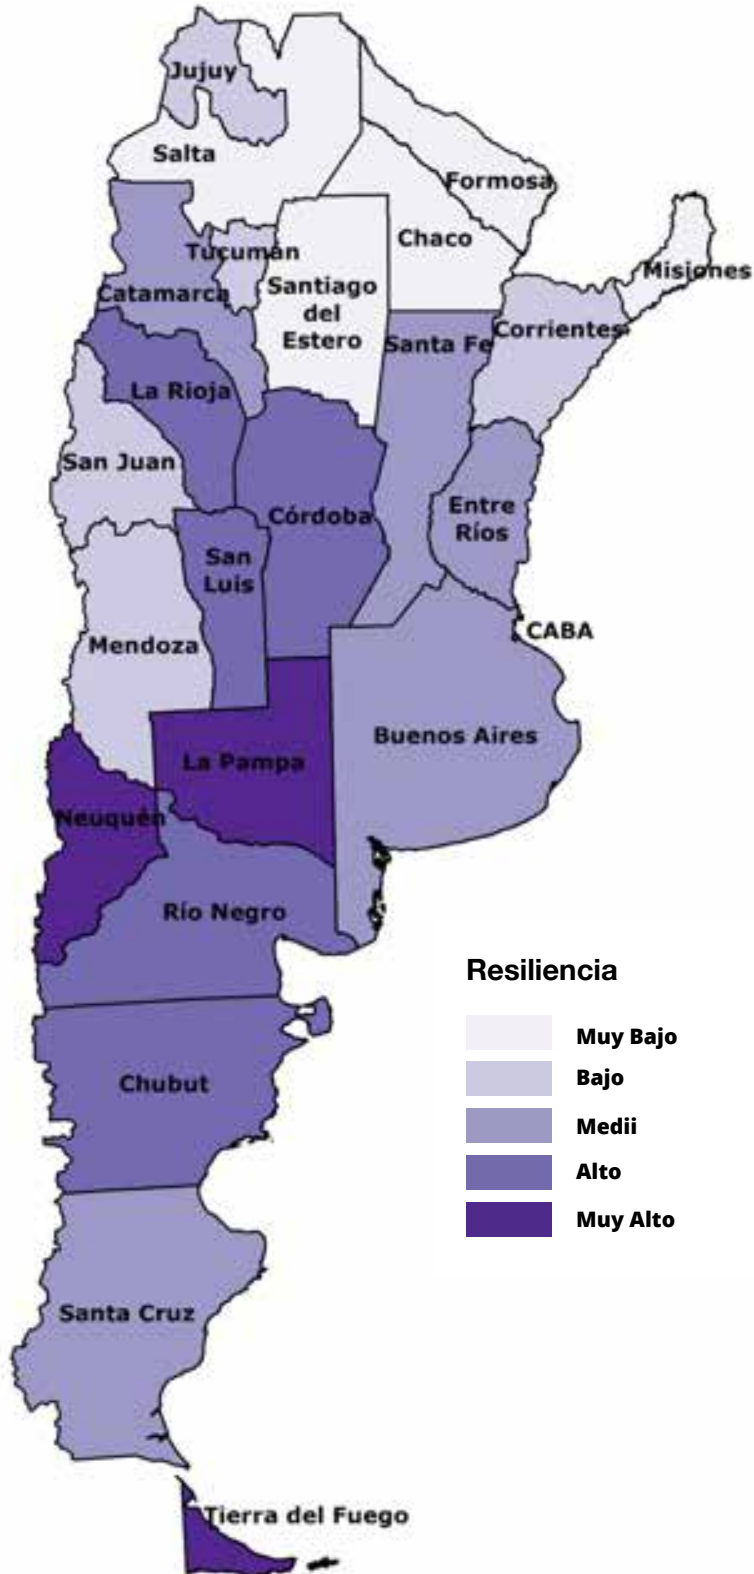 Jujuy
Salta
Formosa
Chaco
Tucumán
Misiones
Santiago
del
Estero
Catamarca
Corrientes
Santa Fe
La Rioja
San Juan
Entre
Ríos
Córdoba
San
Luis
CABA
Mendoza
Buenos Aires
La Pampa
Neuquén
Río Negro
Resiliencia
Muy Bajo
Bajo
Medii
Alto
Muy Alto
Chubut
Santa Cruz
Tierra del Fuego